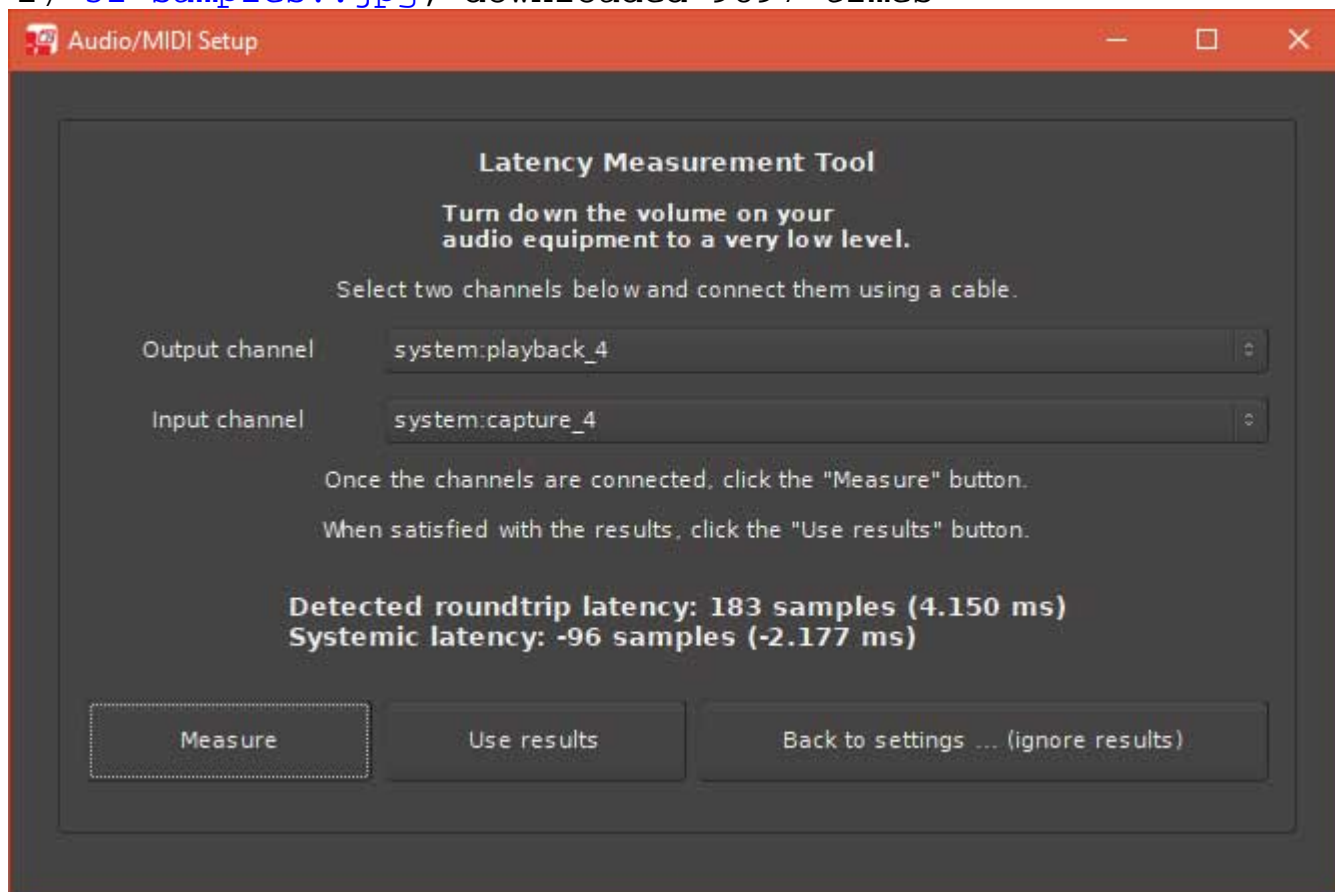 Audio/MIDI Setup
Latency Measurement Tool
Turn down the volume on your
audio equipment to a very low level.
Select two channels below and connect them using a cable.
Output channel system:playback_4
Input channel system:capture_4
Once the channels are connected, click the "Measure" button.
When satisfied with the results, click the "Use results" button.
Detected roundtrip latency: 183 samples (4.150 ms)
Systemic latency: -96 samples (-2.177 ms)
Measure Use results Back to settings ... (ignore results)